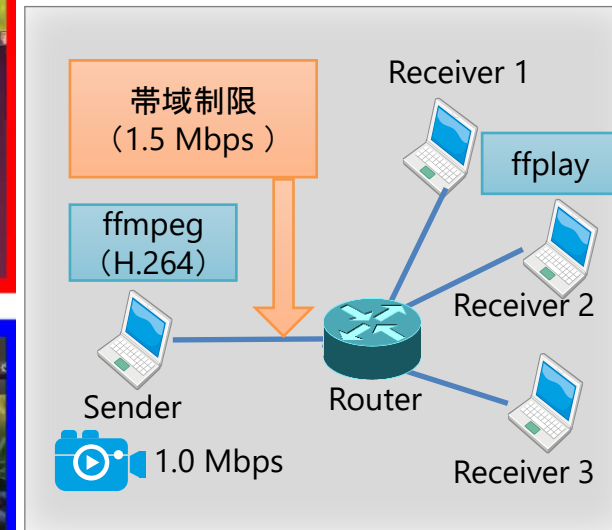 Receiver 1
帯域制限
（1.5 Mbps ）
ffplay
ffmpeg
（H.264）
Receiver 2
Sender
Router
1.0 Mbps
Receiver 3